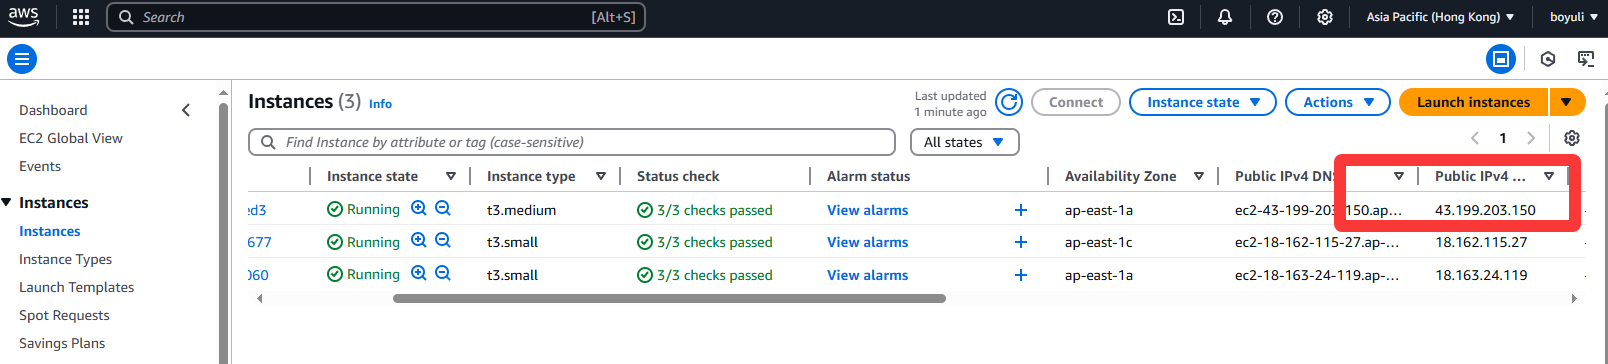 aws Search [Alt+S] Asia Pacific (Hong Kong) boyuli
Dashboard
EC2 Global View
Events
Instances
Instances
Instance Types
Launch Templates
Spot Requests
Savings Plans
Instances (3) Info
Last updated
1 minute ago
Connect Instance state Actions Launch instances
Find Instance by attribute or tag (case-sensitive) All states 1
Instance state Instance type Status check Alarm status Availability Zone Public IPv4 DN Public IPv4 ...
ed3 Running t3.medium 3/3 checks passed View alarms + ap-east-1a ec2-43-199-203-150.ap... 43.199.203.150
677 Running t3.small 3/3 checks passed View alarms + ap-east-1c ec2-18-162-115-27.ap-... 18.162.115.27
060 Running t3.small 3/3 checks passed View alarms + ap-east-1a ec2-18-163-24-119.ap-... 18.163.24.119